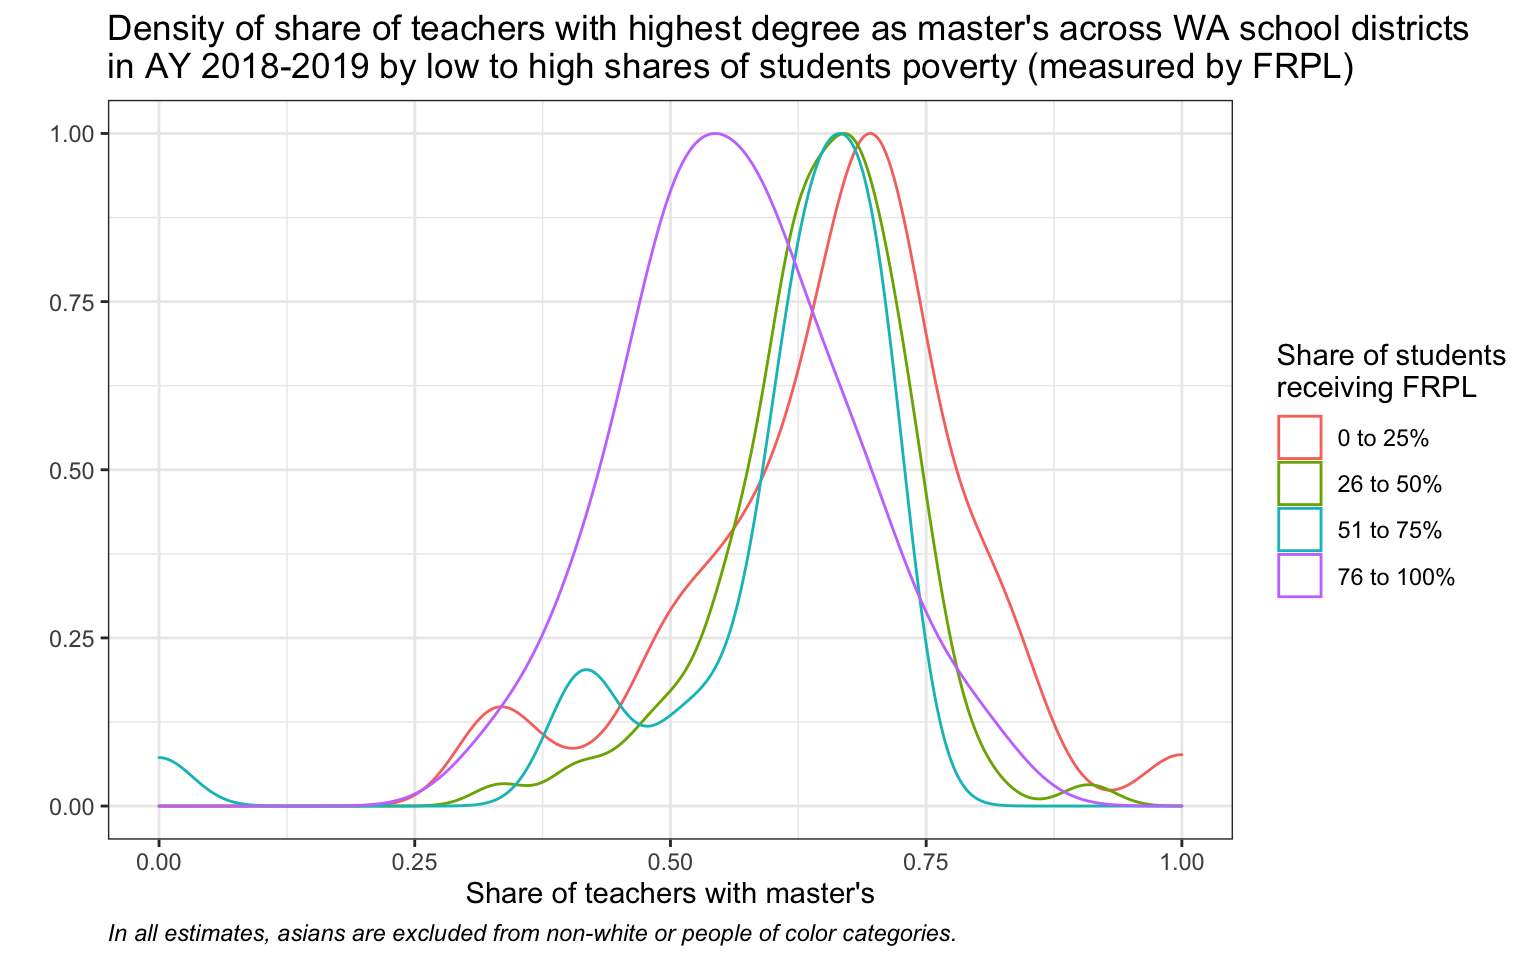 Density of share of teachers with highest degree as master's across WA school districts
in AY 2018-2019 by low to high shares of students poverty (measured by FRPL)
1.00
0.75
0.50
0.25
0.00
0.00
0.25
0.50
0.75
1.00
Share of teachers with master's
In all estimates, asians are excluded from non-white or people of color categories.
Share of students
receiving FRPL
0 to 25%
26 to 50%
51 to 75%
76 to 100%